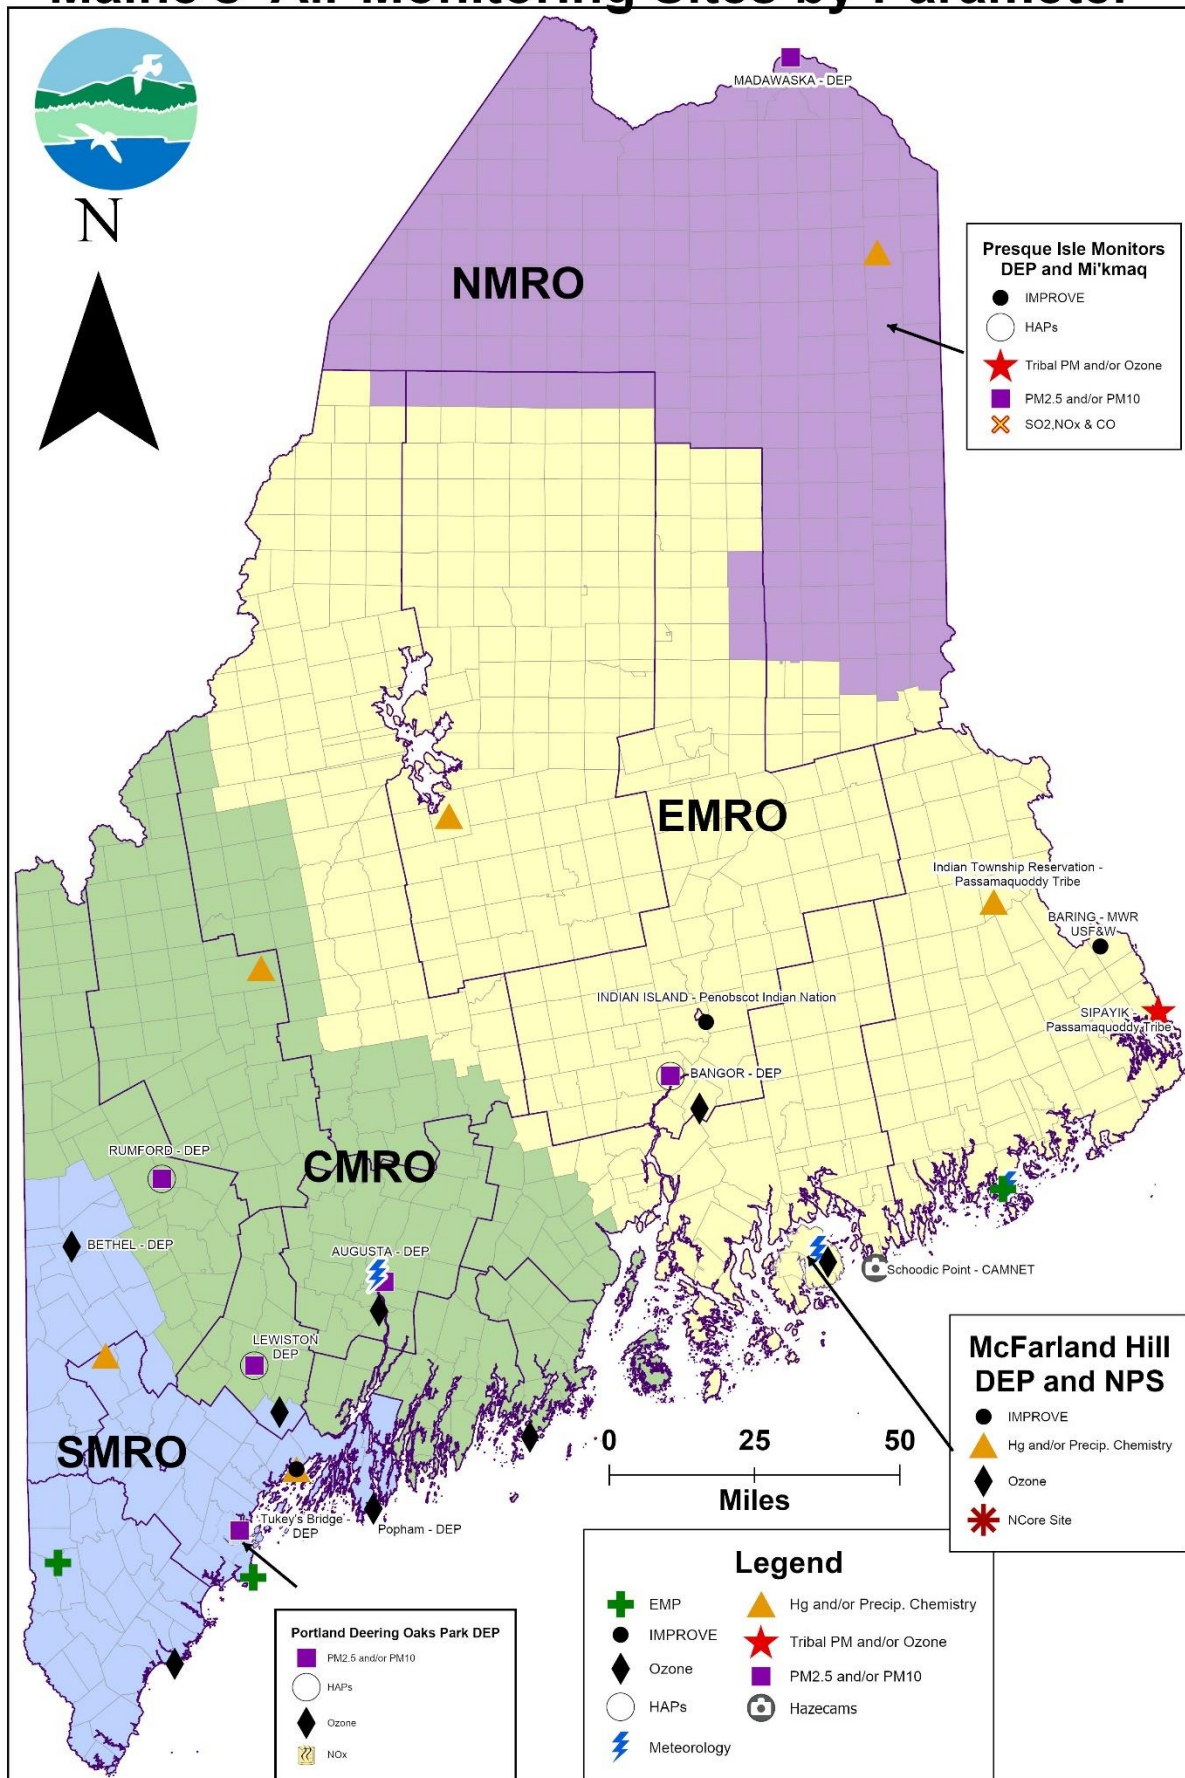 Maine's Air Monitoring Sites by Parameter
MADAWASKA - DEP
N
NMRO
Presque Isle Monitors
DEP and Mi'kmaq
IMPROVE
HAPs
Tribal PM and/or Ozone
PM2.5 and/or PM10
SO2,NOx & CO
EMRO
Indian Township Reservation -
Passamaquoddy Tribe
BARING - MWR
USF&W
INDIAN ISLAND - Penobscot Indian Nation
SIPAYIK -
Passamaquoddy Tribe
BANGOR - DEP
RUMFORD - DEP
CMRO
BETHEL - DEP
AUGUSTA - DEP
Schoodic Point - CAMNET
LEWISTON
DEP
McFarland Hill
DEP and NPS
IMPROVE
Hg and/or Precip. Chemistry
Ozone
NCore Site
SMRO
0 25 50
Miles
Tukey's Bridge -
DEP
Popham - DEP
Portland Deering Oaks Park DEP
PM2.5 and/or PM10
HAPs
Ozone
NOx
Legend
EMP
IMPROVE
Ozone
HAPs
Meteorology
Hg and/or Precip. Chemistry
Tribal PM and/or Ozone
PM2.5 and/or PM10
Hazecams